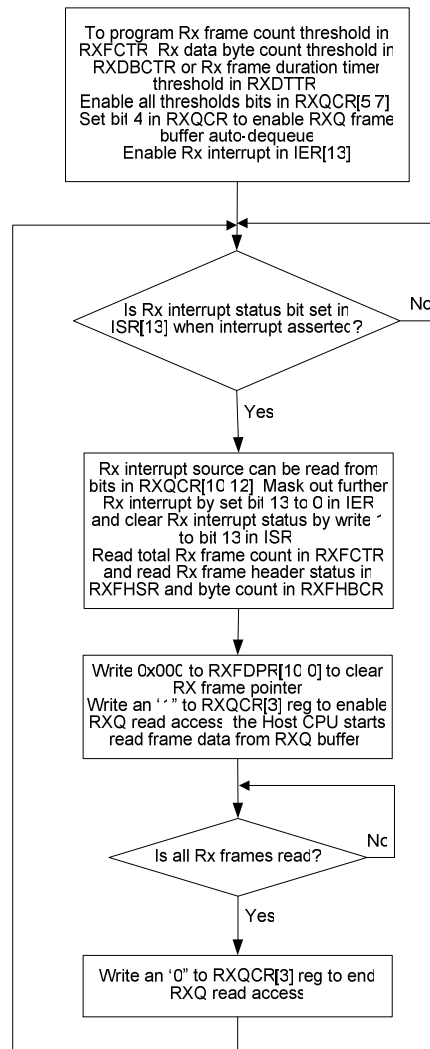 To program Rx frame count threshold in
RXFCTR Rx data byte count threshold in
RXDBCTR or Rx frame duration timer
threshold in RXDTTR
Enable all thresholds bits in RXQCR[5 7]
Set bit 4 in RXQCR to enable RXQ frame
buffer auto-dequeue
Enable Rx interrupt in IER[13]
Is Rx interrupt status bit set in
ISR[13] when interrupt asserted?
No
Yes
Rx interrupt source can be read from
bits in RXQCR[10 12] Mask out further
Rx interrupt by set bit 13 to 0 in IER
and clear Rx interrupt status by write 1
to bit 13 in ISR
Read total Rx frame count in RXFCTR
and read Rx frame header status in
RXFHSR and byte count in RXFHBCR
Write 0x000 to RXFDPR[10 0] to clear
RX frame pointer
Write an “1” to RXQCR[3] reg to enable
RXQ read access the Host CPU starts
read frame data from RXQ buffer
Is all Rx frames read?
No
Yes
Write an “0” to RXQCR[3] reg to end
RXQ read access